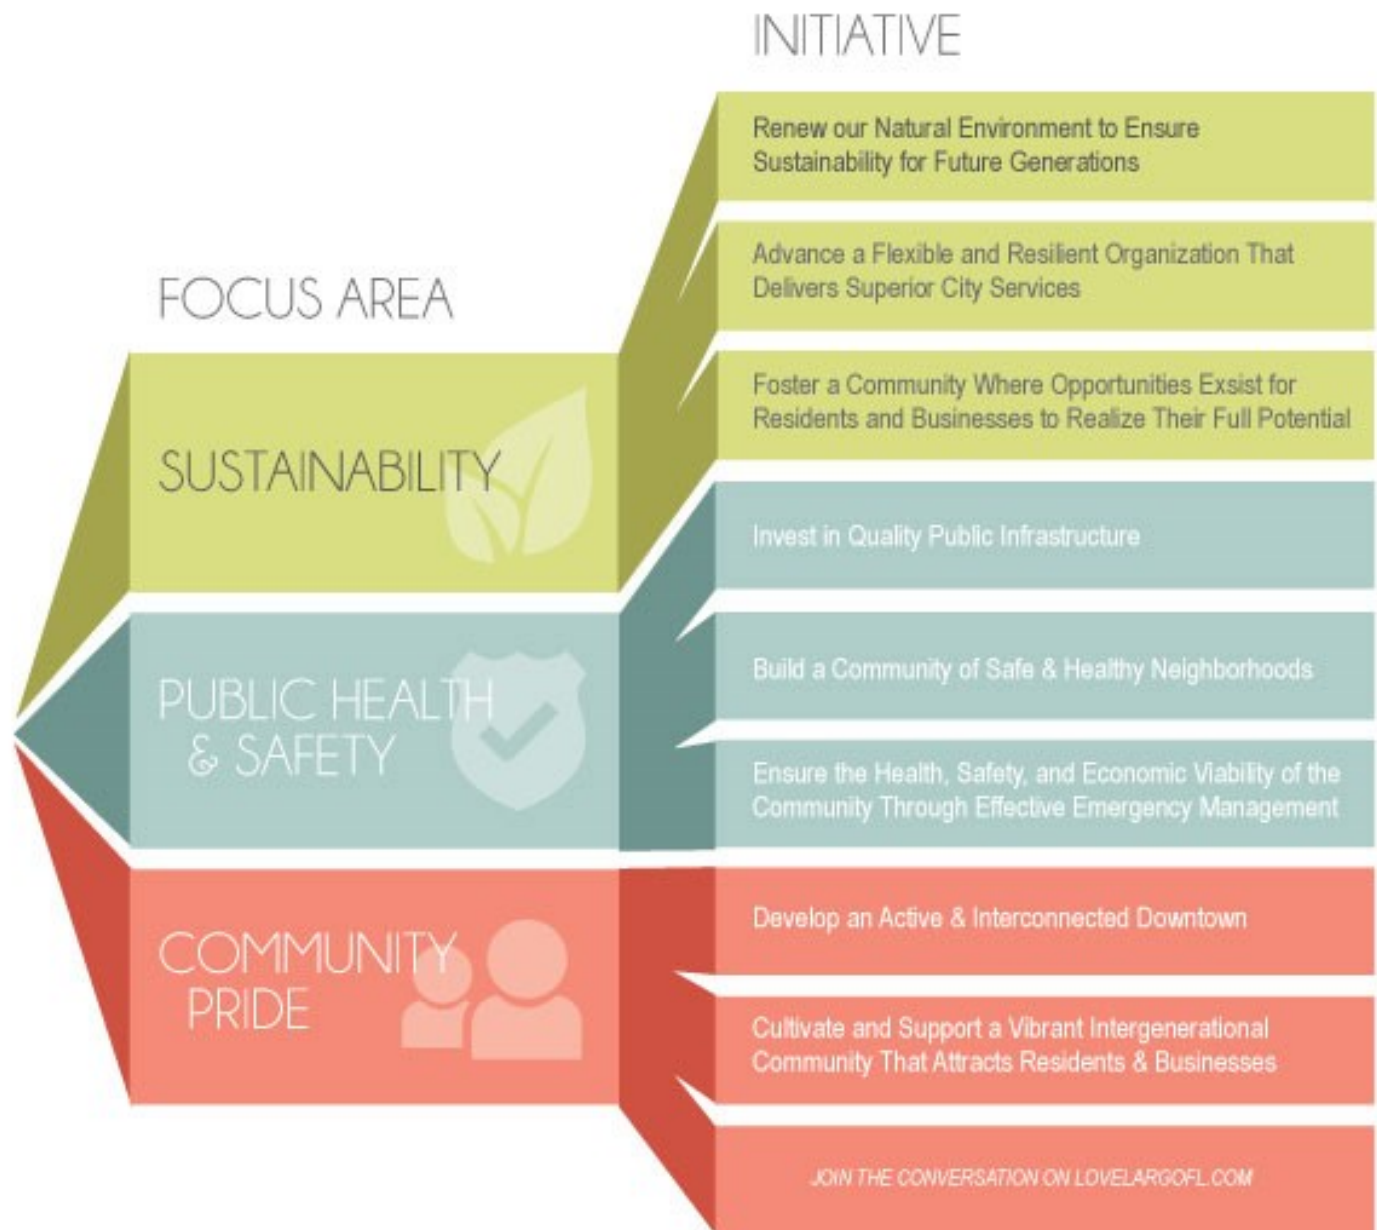 INITIATIVE
Renew our Natural Environment to Ensure
Sustainability for Future Generations
Advance a Flexible and Resilient Organization That
Delivers Superior City Services
FOCUS AREA
Foster a Community Where Opportunities Exsist for
Residents and Businesses to Realize Their Full Potential
SUSTAINABILITY
Invest in Quality Public Infrastructure
Build a Community of Safe & Healthy Neighborhoods
PUBLIC HEALTH
& SAFETY
Ensure the Health, Safety, and Economic Viability of the
Community Through Effective Emergency Management
Develop an Active & Interconnected Downtown
COMMUNITY
PRIDE
Cultivate and Support a Vibrant Intergenerational
Community That Attracts Residents & Businesses
JOIN THE CONVERSATION ON LOVELARGOFL.COM